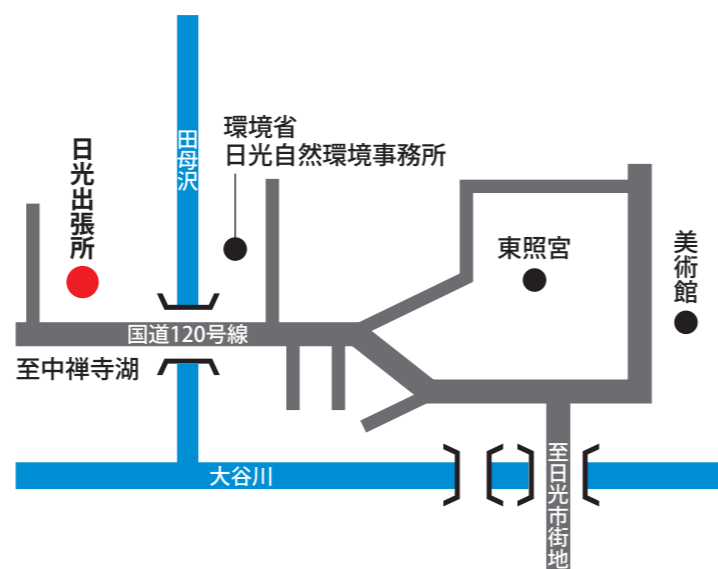 環境省
日光自然環境事務所
田母沢
日光出張所
東照宮
美術館
国道120号線
至中禅寺湖
大谷川
至日光市街地